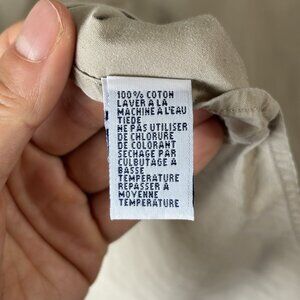 100% COTON
LAVER A LA
MACHINE À L'EAU
TIEDE
NE PAS UTILISER
DE CHLORURE
DE COLORANT
SECHAGE PAR
CULBUTAGE À
BASSE
TEMPERATURE
REPASSER À
MOYENNE
TEMPERATURE